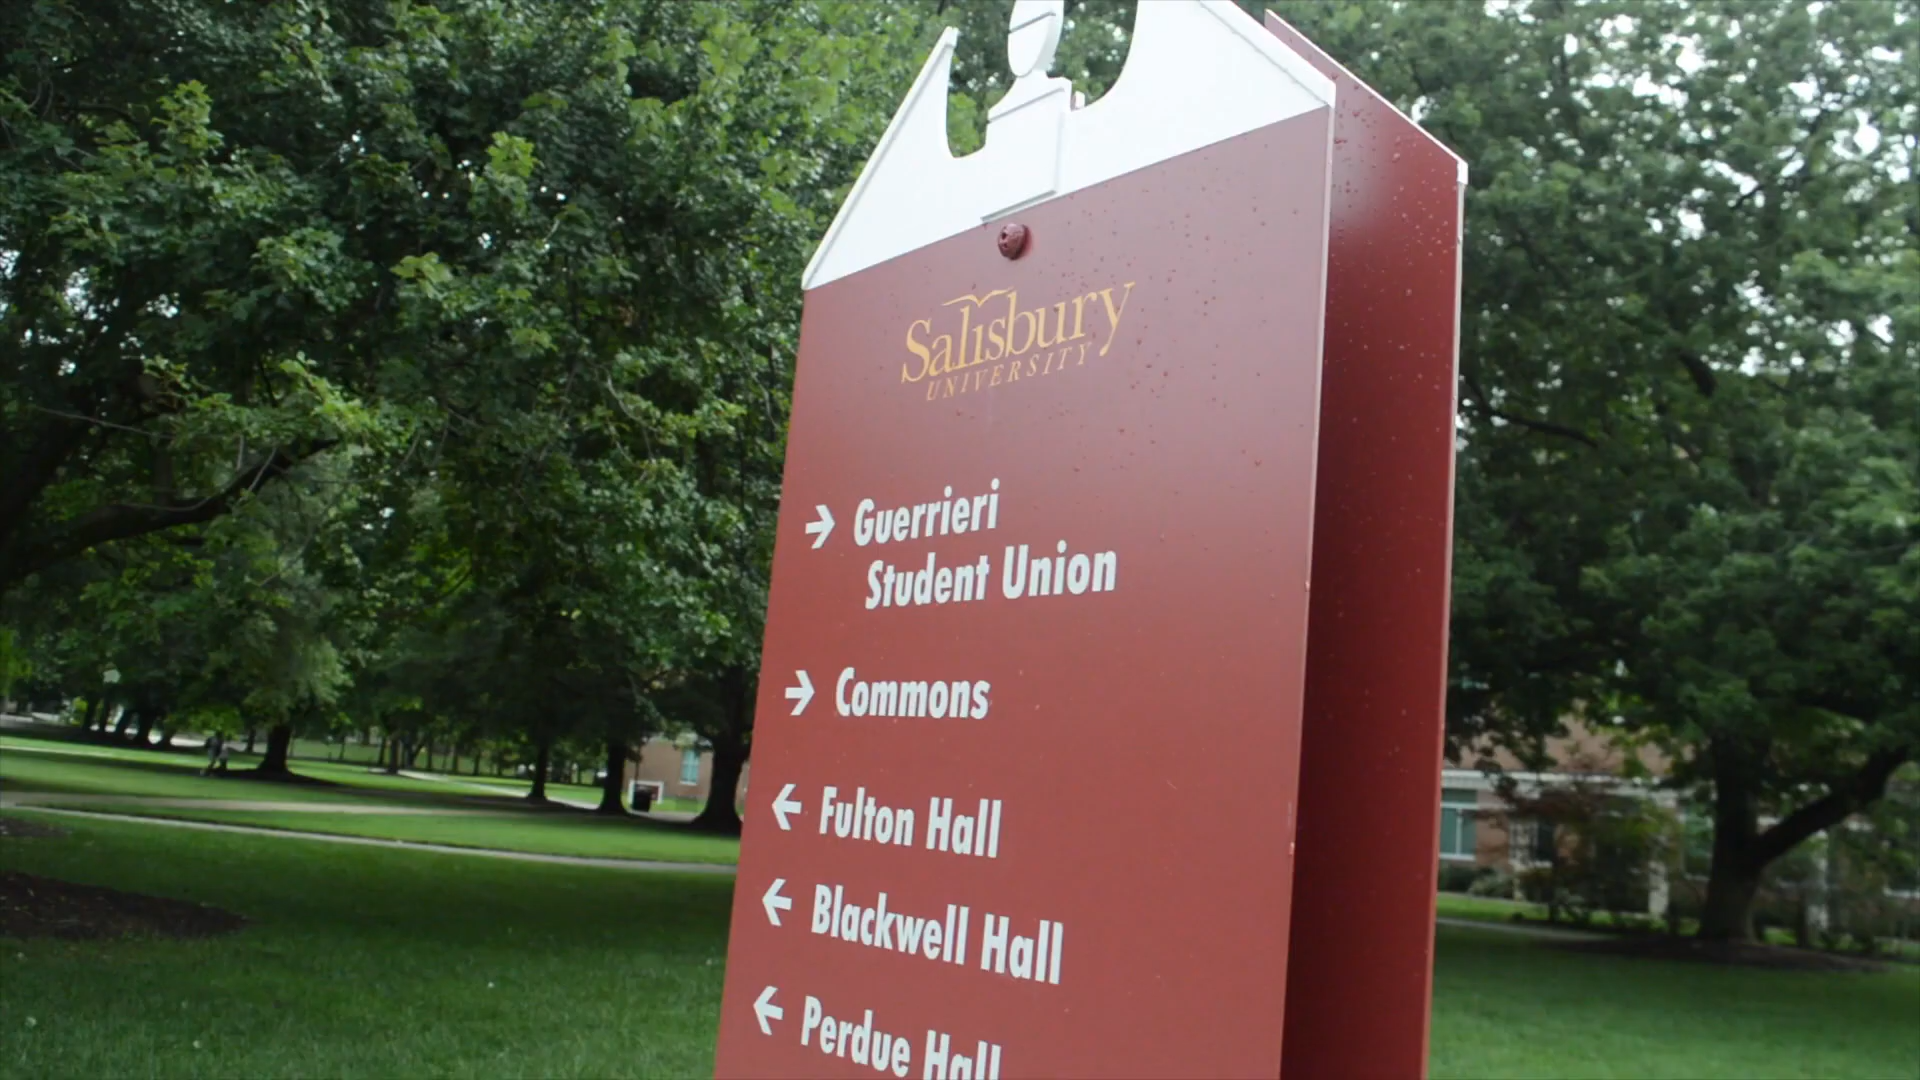 Salisbury
UNIVERSITY
→ Guerrieri
Student Union
→ Commons
← Fulton Hall
← Blackwell Hall
← Perdue Hall